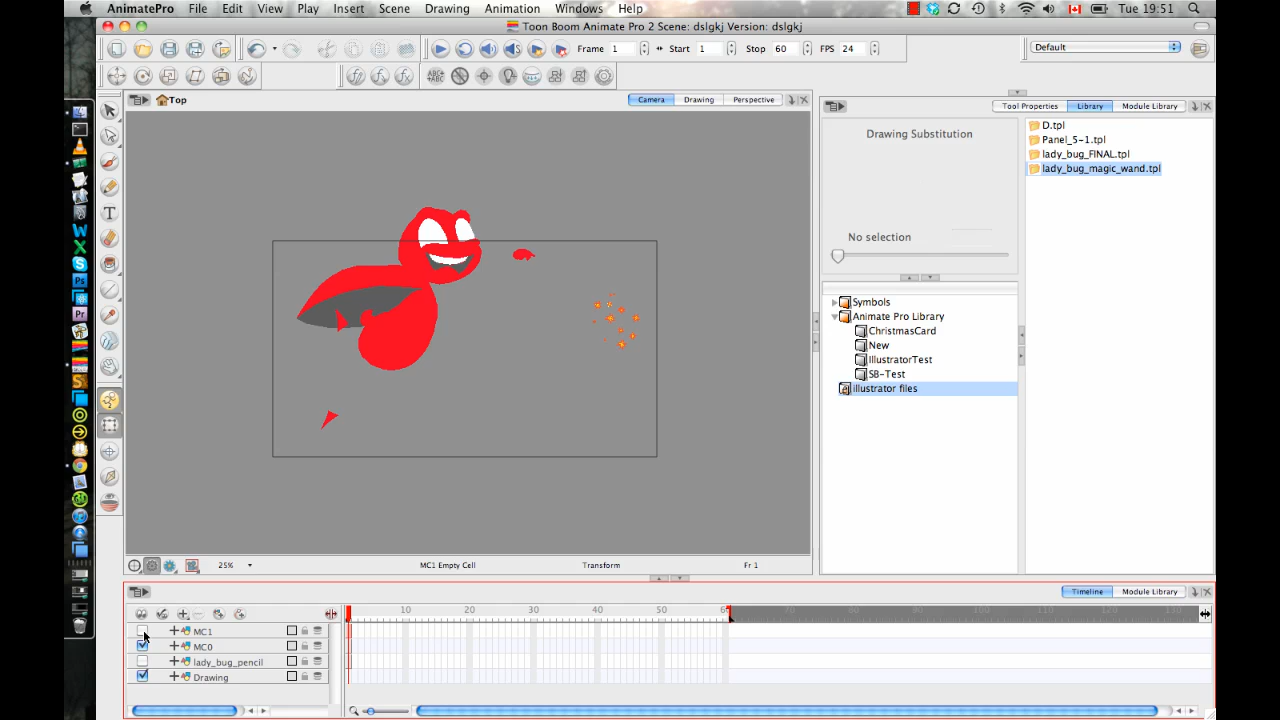 AnimatePro File Edit View Play Insert Scene Drawing Animation Windows Help Tue 19:51
Toon Boom Animate Pro 2 Scene: dslgkj Version: dslgkj
Frame 1 Start 1 Stop 60 FPS 24 Default
Top Camera Drawing Perspective
Tool Properties Library Module Library
Drawing Substitution
No selection
D.tpl
Panel_5-1.tpl
lady_bug_FINAL.tpl
lady_bug_magic_wand.tpl
Symbols
Animate Pro Library
ChristmasCard
New
IllustratorTest
SB-Test
illustrator files
25% MC1 Empty Cell Transform Fr 1
Timeline Module Library
10 20 30 40 50 60 70 80 90 100 110 120 130
MC1
MC0
lady_bug_pencil
Drawing